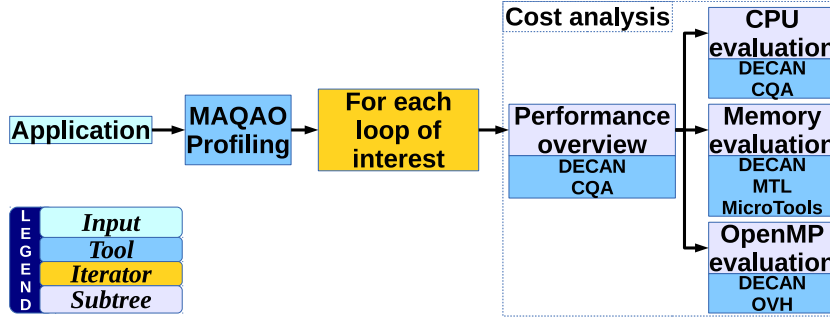 Cost analysis
Application
MAQAO
Profiling
For each
loop of
interest
Performance
overview
DECAN
CQA
CPU
evaluation
DECAN
CQA
Memory
evaluation
DECAN
MTL
MicroTools
OpenMP
evaluation
DECAN
OVH
LEGEND
Input
Tool
Iterator
Subtree